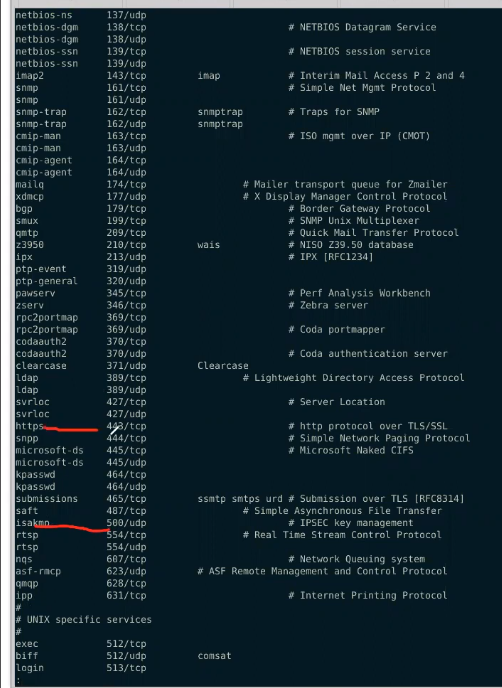 netbios-ns 137/udp
netbios-dgm 138/tcp # NETBIOS Datagram Service
netbios-dgm 138/udp
netbios-ssn 139/tcp # NETBIOS session service
netbios-ssn 139/udp
imap2 143/tcp imap # Interim Mail Access P 2 and 4
snmp 161/tcp # Simple Net Mgmt Protocol
snmp 161/udp
snmp-trap 162/tcp snmptrap # Traps for SNMP
snmp-trap 162/udp snmptrap
cmip-man 163/tcp # ISO mgmt over IP (CMOT)
cmip-man 163/udp
cmip-agent 164/tcp
cmip-agent 164/udp
mailq 174/tcp # Mailer transport queue for Zmailer
xdmcp 177/udp # X Display Manager Control Protocol
bgp 179/tcp # Border Gateway Protocol
smux 199/tcp # SNMP Unix Multiplexer
qmtp 209/tcp # Quick Mail Transfer Protocol
z3950 210/tcp wais # NISO Z39.50 database
ipx 213/udp # IPX [RFC1234]
ptp-event 319/udp
ptp-general 320/udp
pawserv 345/tcp # Perf Analysis Workbench
zserv 346/tcp # Zebra server
rpc2portmap 369/tcp
rpc2portmap 369/udp # Coda portmapper
codaauth2 370/tcp
codaauth2 370/udp # Coda authentication server
clearcase 371/udp Clearcase
ldap 389/tcp # Lightweight Directory Access Protocol
ldap 389/udp
svrloc 427/tcp # Server Location
svrloc 427/udp
https 443/tcp # http protocol over TLS/SSL
snpp 444/tcp # Simple Network Paging Protocol
microsoft-ds 445/tcp # Microsoft Naked CIFS
microsoft-ds 445/udp
kpasswd 464/tcp
kpasswd 464/udp
submissions 465/tcp ssmtp smtps urd # Submission over TLS [RFC8314]
saft 487/tcp # Simple Asynchronous File Transfer
isakmp 500/udp # IPSEC key management
rtsp 554/tcp # Real Time Stream Control Protocol
rtsp 554/udp
nqs 607/tcp # Network Queuing system
asf-rmcp 623/udp # ASF Remote Management and Control Protocol
qmqp 628/tcp
ipp 631/tcp # Internet Printing Protocol
#
# UNIX specific services
#
exec 512/tcp
biff 512/udp comsat
login 513/tcp
: